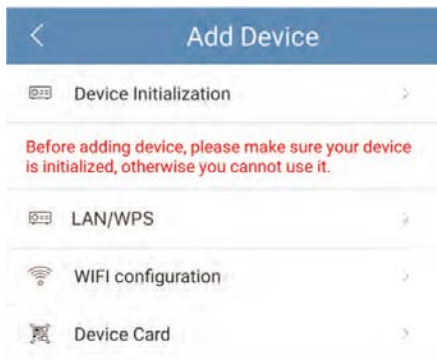 Add Device
Device Initialization
Before adding device, please make sure your device
is initialized, otherwise you cannot use it.
LAN/WPS
WIFI configuration
Device Card